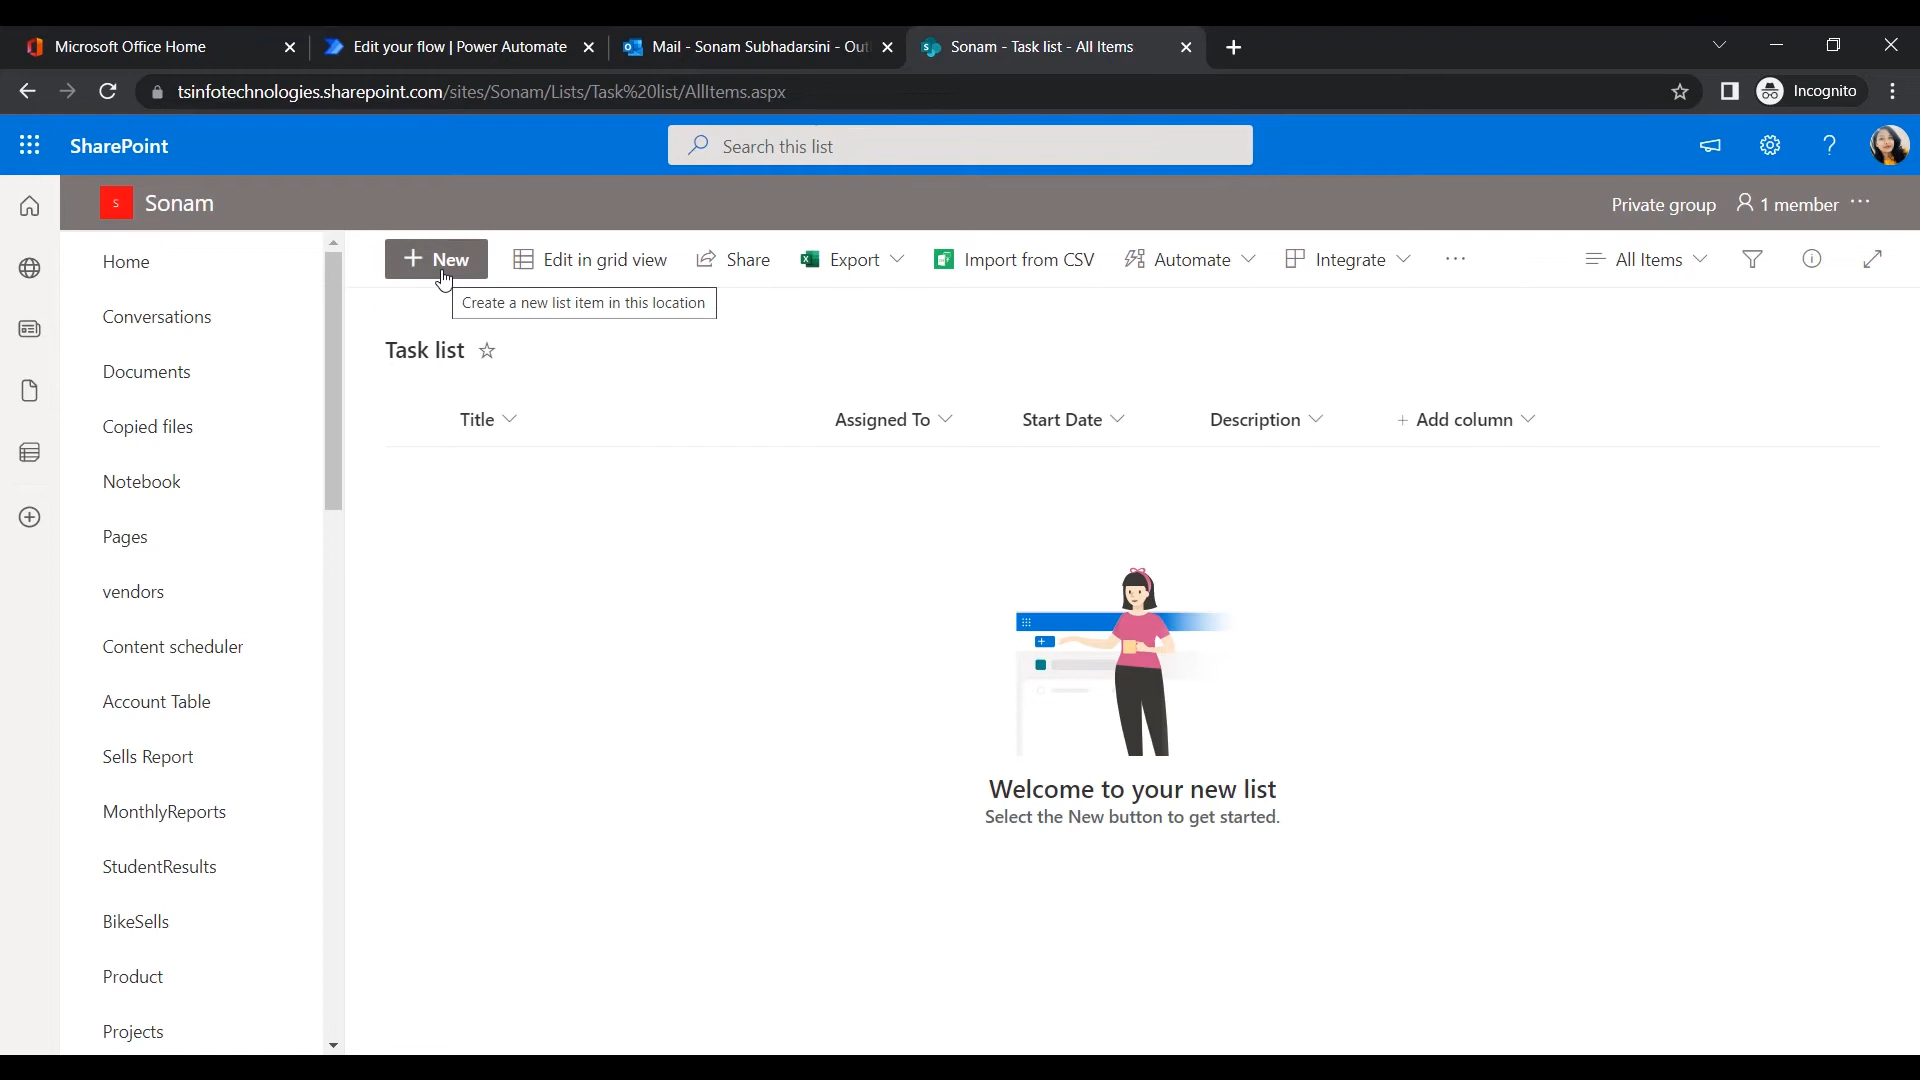 Microsoft Office Home
Edit your flow | Power Automate
Mail - Sonam Subhadarsini - Out
Sonam - Task list - All Items
tsinfotechnologies.sharepoint.com/sites/Sonam/Lists/Task%20list/AllItems.aspx
Incognito
SharePoint
Search this list
S
Sonam
Private group
1 member
Home
Conversations
Documents
Copied files
Notebook
Pages
vendors
Content scheduler
Account Table
Sells Report
MonthlyReports
StudentResults
BikeSells
Product
Projects
New
Edit in grid view
Share
Export
Import from CSV
Automate
Integrate
All Items
Create a new list item in this location
Task list
Title
Assigned To
Start Date
Description
Add column
Welcome to your new list
Select the New button to get started.